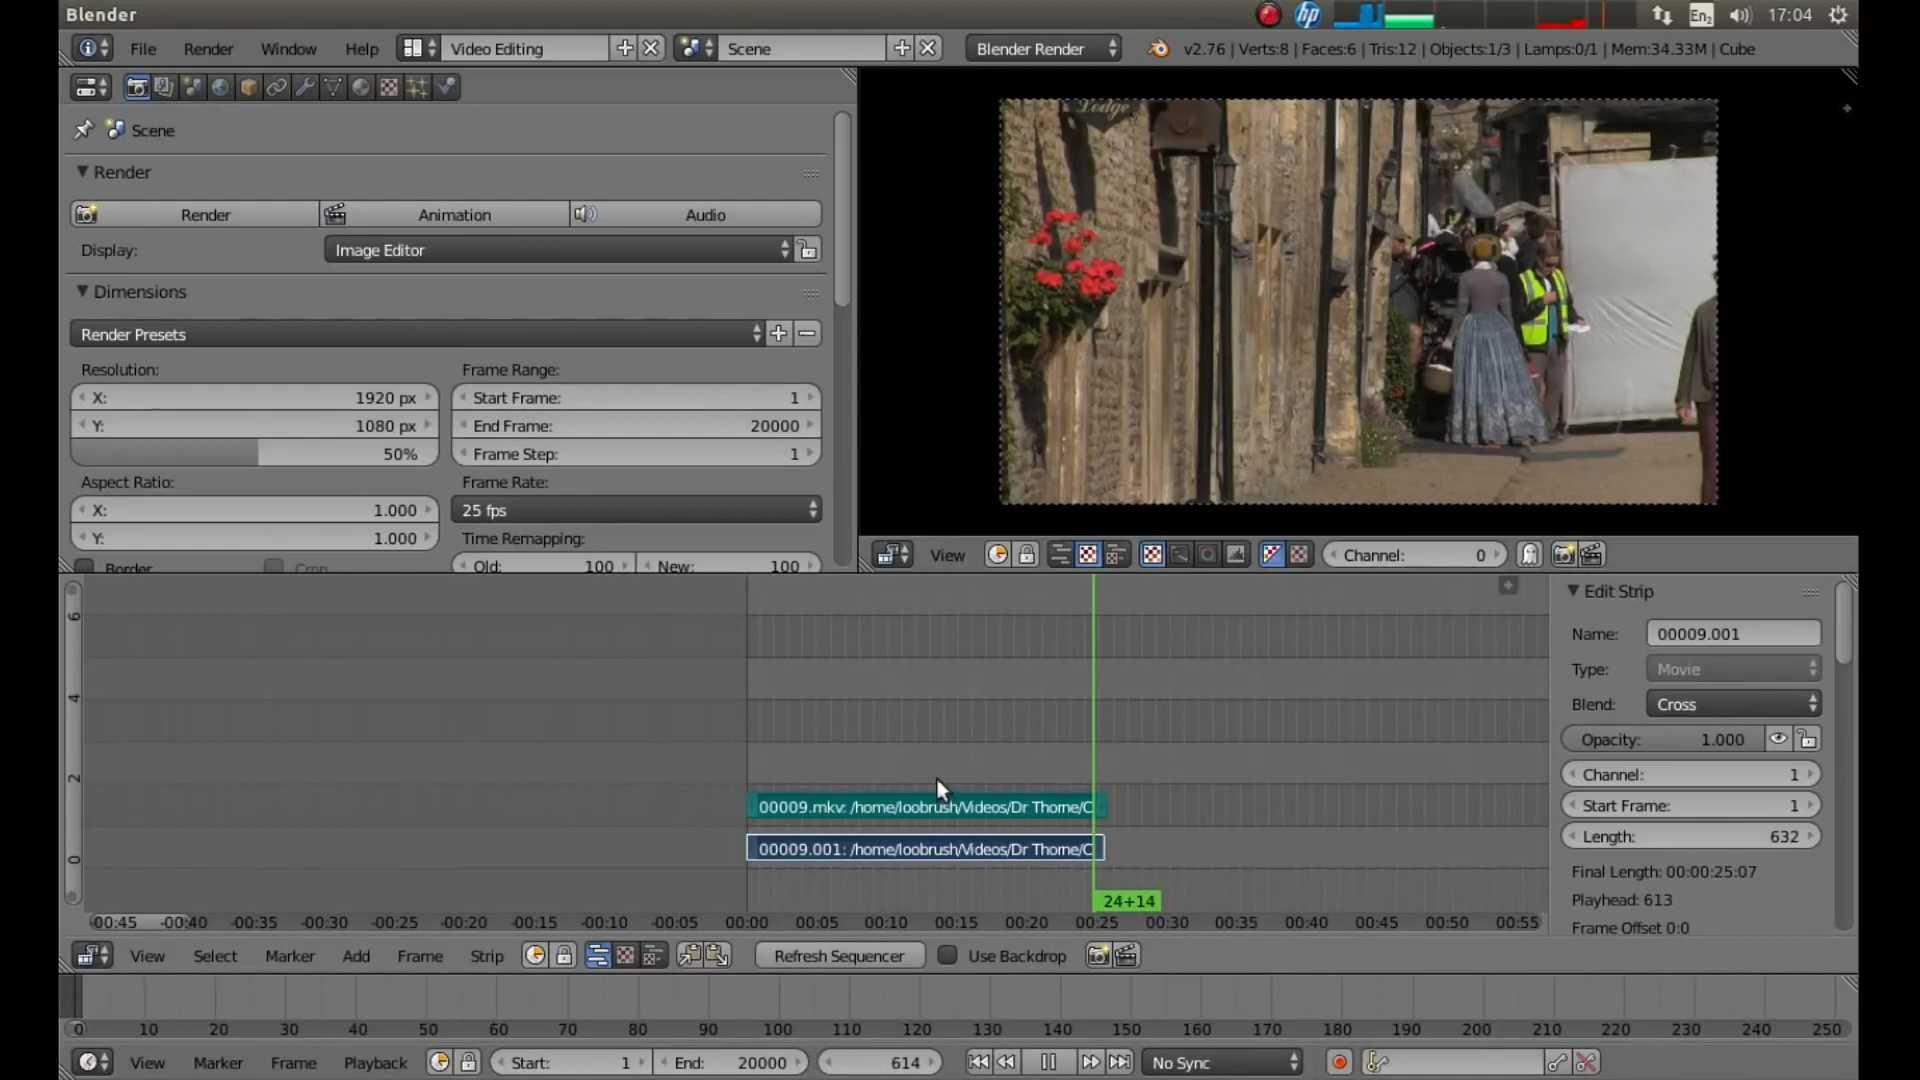 Blender
En2
17:04
File Render Window Help Video Editing Scene Blender Render v2.76 | Verts:8 | Faces:6 | Tris:12 | Objects:1/3 | Lamps:0/1 | Mem:34.33M | Cube
Scene
Render
Render Animation Audio
Display: Image Editor
Dimensions
Render Presets
Resolution: Frame Range:
X: 1920 px Start Frame: 1
Y: 1080 px End Frame: 20000
50% Frame Step: 1
Aspect Ratio: Frame Rate:
X: 1.000 25 fps
Y: 1.000 Time Remapping:
Border Crop Old: 100 New: 100
Lodge
View Channel: 0
6
4
2
0
00009.mkv: /home/loobrush/Videos/Dr Thorne/C
00009.001: /home/loobrush/Videos/Dr Thorne/C
24+14
-00:45 -00:40 -00:35 -00:30 -00:25 -00:20 -00:15 -00:10 -00:05 00:00 00:05 00:10 00:15 00:20 00:25 00:30 00:35 00:40 00:45 00:50 00:55
Edit Strip
Name: 00009.001
Type: Movie
Blend: Cross
Opacity: 1.000
Channel: 1
Start Frame: 1
Length: 632
Final Length: 00:00:25:07
Playhead: 613
Frame Offset 0:0
View Select Marker Add Frame Strip Refresh Sequencer Use Backdrop
0 10 20 30 40 50 60 70 80 90 100 110 120 130 140 150 160 170 180 190 200 210 220 230 240 250
View Marker Frame Playback Start: 1 End: 20000 614 No Sync